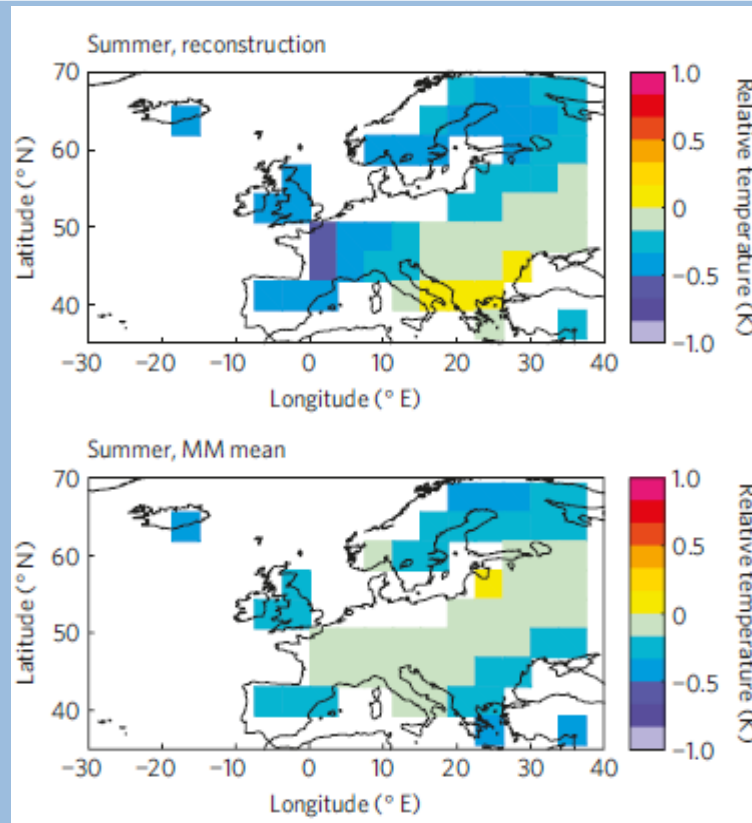 Summer, reconstruction
70
60
50
40
Latitude (° N)
−30 −20 −10 0 10 20 30 40
Longitude (° E)
1.0
0.5
0
−0.5
−1.0
Relative temperature (K)
Summer, MM mean
70
60
50
40
Latitude (° N)
−30 −20 −10 0 10 20 30 40
Longitude (° E)
1.0
0.5
0
−0.5
−1.0
Relative temperature (K)